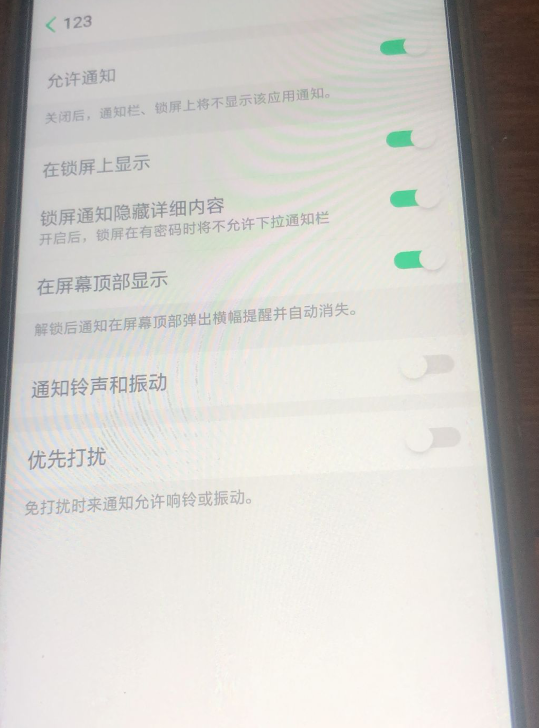 123
允许通知
关闭后，通知栏、锁屏上将不显示该应用通知。
在锁屏上显示
锁屏通知隐藏详细内容
开启后，锁屏在有密码时将不允许下拉通知栏
在屏幕顶部显示
解锁后通知在屏幕顶部弹出横幅提醒并自动消失。
通知铃声和振动
优先打扰
免打扰时来通知允许响铃或振动。